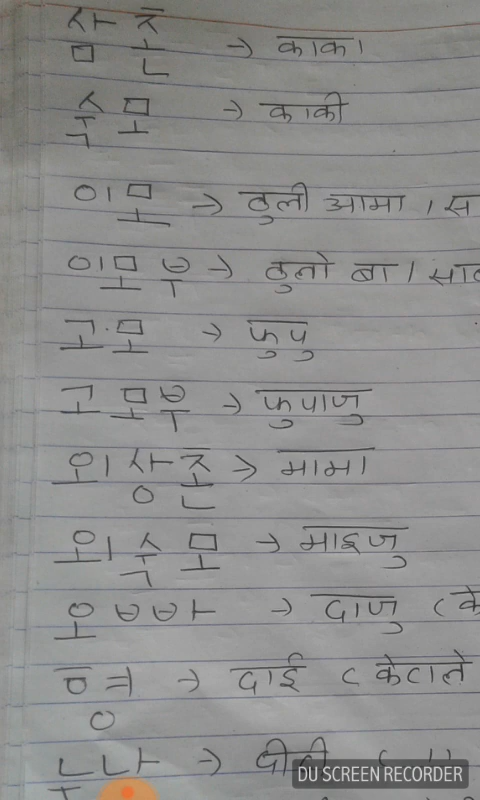 삼촌 → काका
숙모 → काकी
이모 → ठुली आमा / सा
이모부 → ठुलो बा / सा
고모 → फुपु
고모부 → फुपाजु
외상촌 → मामा
외숙모 → माइजु
오빠 → दाजु (के
형 → दाई (केटाले
누나 → दीदी ( "
DU SCREEN RECORDER